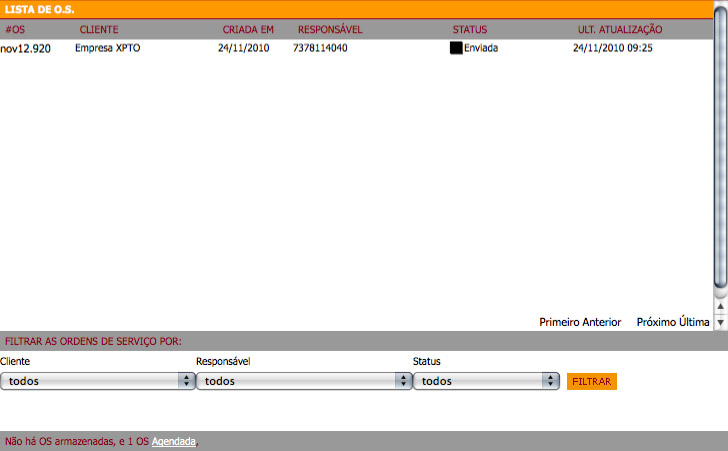 LISTA DE O.S.
#OS CLIENTE CRIADA EM RESPONSÁVEL STATUS ULT. ATUALIZAÇÃO
nov12.920 Empresa XPTO 24/11/2010 7378114040 Enviada 24/11/2010 09:25
Primeiro Anterior Próximo Última
FILTRAR AS ORDENS DE SERVIÇO POR:
Cliente Responsável Status
todos todos todos FILTRAR
Não há OS armazenadas, e 1 OS Agendada,